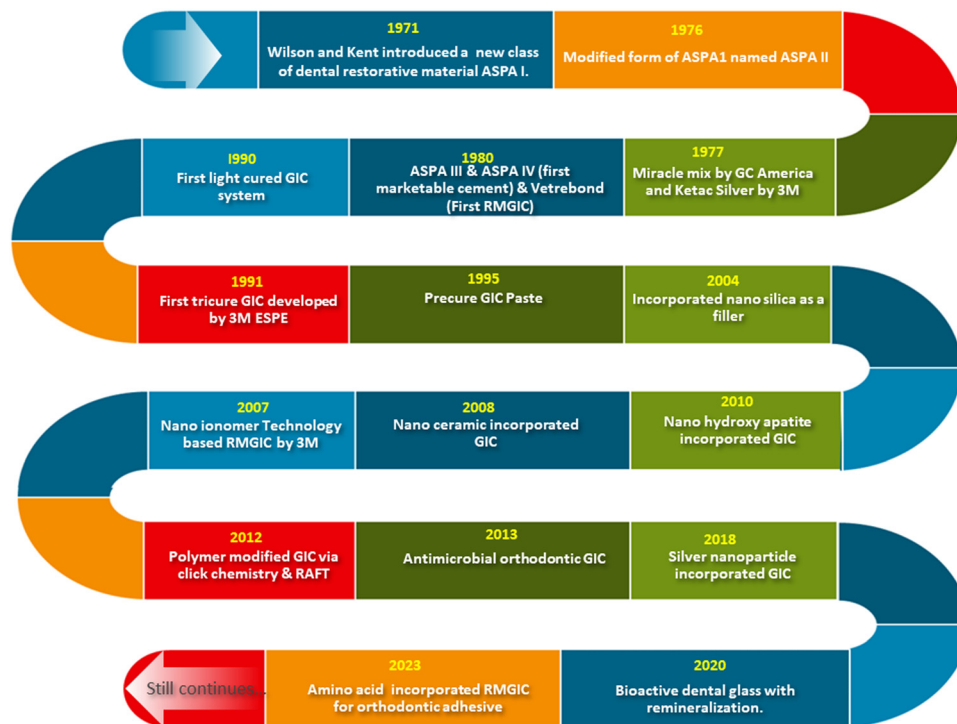 1971
Wilson and Kent introduced a new class
of dental restorative material ASPA I.
1976
Modified form of ASPA1 named ASPA II
I990
First light cured GIC
system
1980
ASPA III & ASPA IV (first
marketable cement) & Vetrebond
(First RMGIC)
1977
Miracle mix by GC America
and Ketac Silver by 3M
1991
First tricure GIC developed
by 3M ESPE
1995
Precure GIC Paste
2004
Incorporated nano silica as a
filler
2007
Nano ionomer Technology
based RMGIC by 3M
2008
Nano ceramic incorporated
GIC
2010
Nano hydroxy apatite
incorporated GIC
2012
Polymer modified GIC via
click chemistry & RAFT
2013
Antimicrobial orthodontic GIC
2018
Silver nanopartide
incorporated GIC
Still continues...
2023
Amino acid incorporated RMGIC
for orthodontic adhesive
2020
Bioactive dental glass with
remineralization.